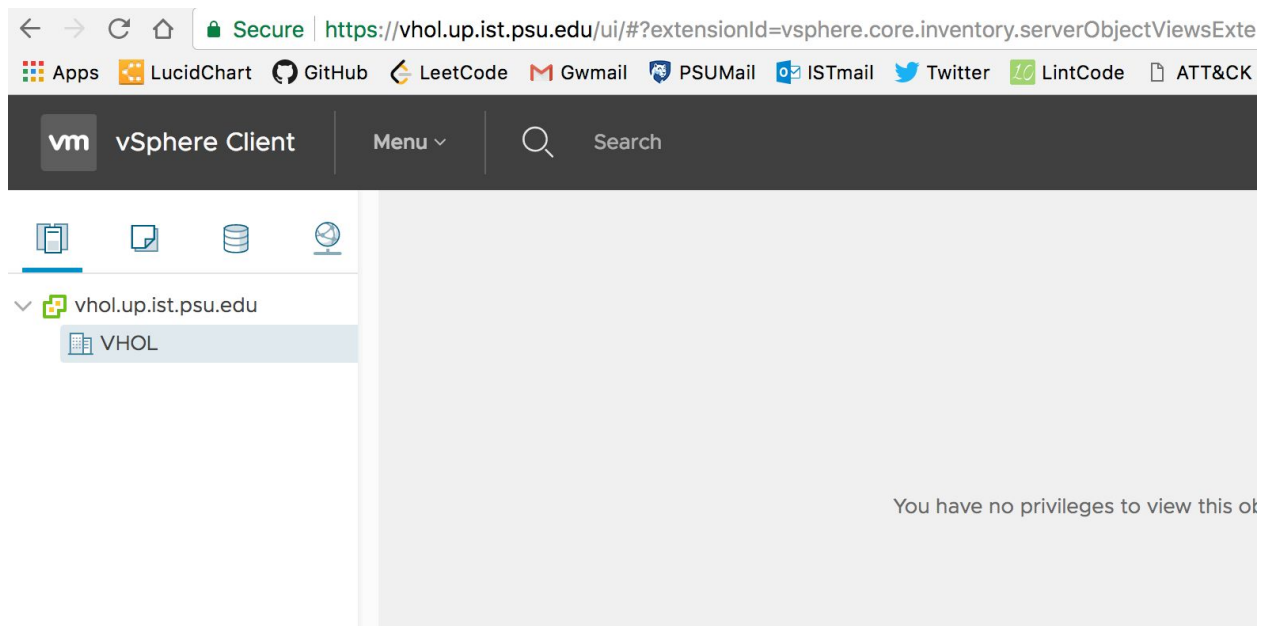 Secure https://vhol.up.ist.psu.edu/ui/#?extensionId=vsphere.core.inventory.serverObjectViewsExte
Apps LucidChart GitHub LeetCode Gwmail PSUMail ISTmail Twitter LintCode ATT&CK
vm vSphere Client Menu Search
vhol.up.ist.psu.edu
VHOL
You have no privileges to view this ob